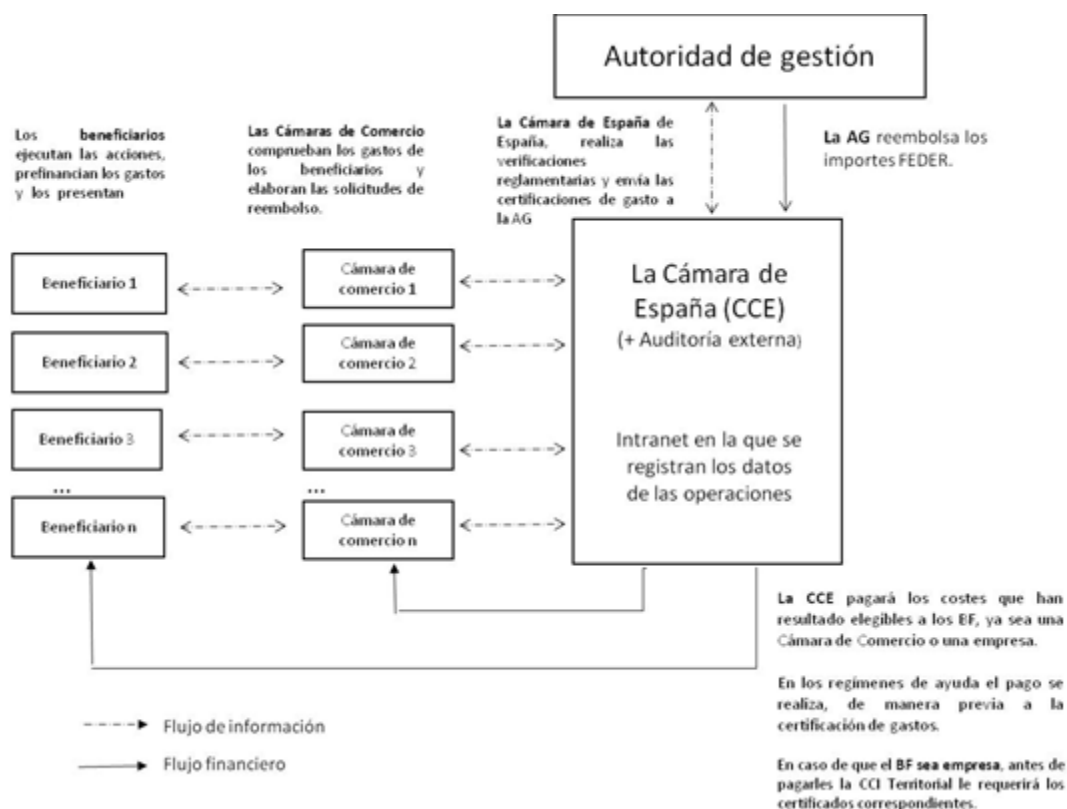 Autoridad de gestión
Los beneficiarios
ejecutan las acciones,
prefinancian los gastos
y los presentan
Las Cámaras de Comercio
comprueban los gastos de
los beneficiarios y
elaboran las solicitudes de
reembolso.
La Cámara de España de
España, realiza las
verificaciones
reglamentarias y envía las
certificaciones de gasto a
la AG
La AG reembolsa los
importes FEDER.
Beneficiario 1
Cámara de
comercio 1
Beneficiario 2
Cámara de
comercio 2
Beneficiario 3
Cámara de
comercio 3
...
...
Beneficiario n
Cámara de
comercio n
La Cámara de
España (CCE)
(+ Auditoría externa)
Intranet en la que se
registran los datos
de las operaciones
La CCE pagará los costes que han
resultado elegibles a los BF, ya sea una
Cámara de Comercio o una empresa.
En los regímenes de ayuda el pago se
realiza, de manera previa a la
certificación de gastos.
En caso de que el BF sea empresa, antes de
pagarles la CCI Territorial le requerirá los
certificados correspondientes.
Flujo de información
Flujo financiero